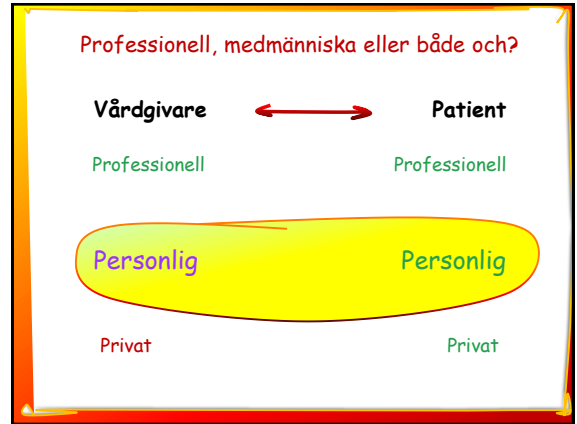 Professionell, medmänniska eller både och?
Vårdgivare Patient
Professionell Professionell
Personlig Personlig
Privat Privat